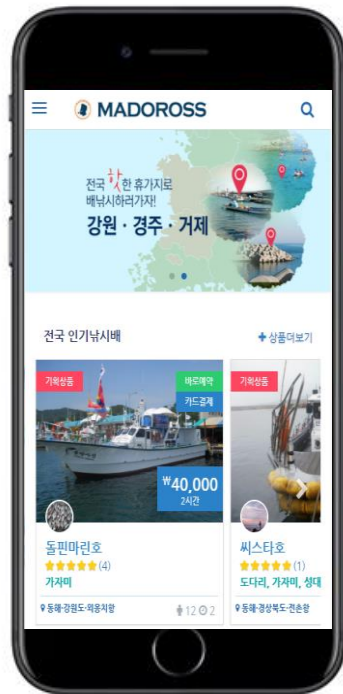 MADOROSS
전국 핫한 휴가지로
배낚시하러가자!
강원 · 경주 · 거제
전국 인기낚시배
+ 상품더보기
기획상품
바로예약
카드결제
₩40,000
2시간
돌핀마린호
(4)
가자미
동해-강원도-외옹치항
12 2
기획상품
씨스타호
(1)
도다리, 가자미, 성대
동해-경상북도-전촌항